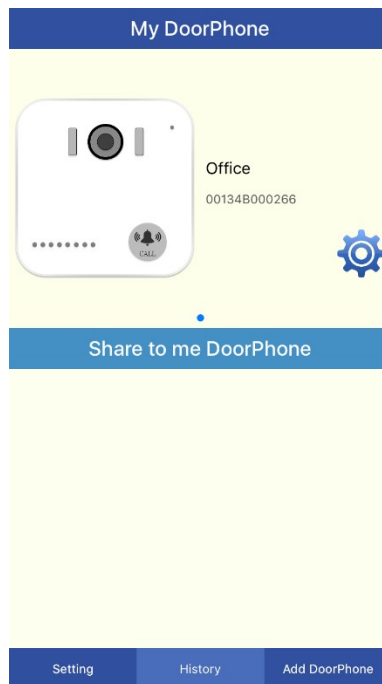 My DoorPhone
Office
00134B000266
CALL
Share to me DoorPhone
Setting
History
Add DoorPhone